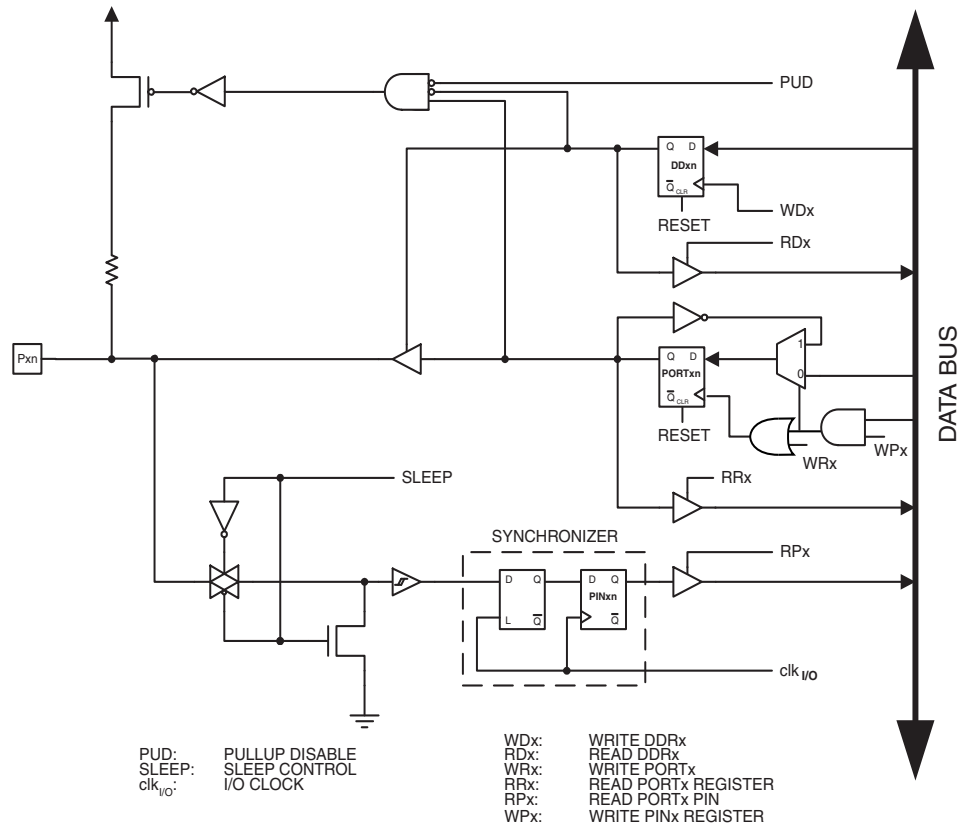 PUD
Q D
DDxn
Q CLR
WDx
RESET
RDx
Pxn
1
Q D
PORTxn
0
Q CLR
RESET
WRx
WPx
DATA BUS
SLEEP
RRx
SYNCHRONIZER
RPx
D Q
D Q
PINxn
L Q
Q
clk I/O
PUD: PULLUP DISABLE
SLEEP: SLEEP CONTROL
clkI/O: I/O CLOCK
WDx: WRITE DDRx
RDx: READ DDRx
WRx: WRITE PORTx
RRx: READ PORTx REGISTER
RPx: READ PORTx PIN
WPx: WRITE PINx REGISTER